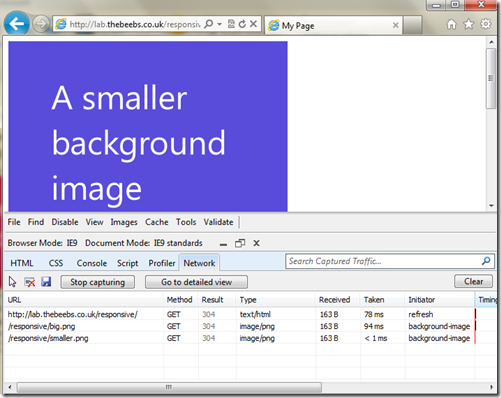 http://lab.thebeebs.co.uk/responsiv
My Page
A smaller
background
image
File Find Disable View Images Cache Tools Validate
Browser Mode: IE9 Document Mode: IE9 standards
HTML CSS Console Script Profiler Network Search Captured Traffic...
Stop capturing Go to detailed view Clear
URL Method Result Type Received Taken Initiator Timing
http://lab.thebeebs.co.uk/responsive/ GET 304 text/html 163 B 78 ms refresh
/responsive/big.png GET 304 image/png 163 B 94 ms background-image
/responsive/smaller.png GET 304 image/png 163 B < 1 ms background-image